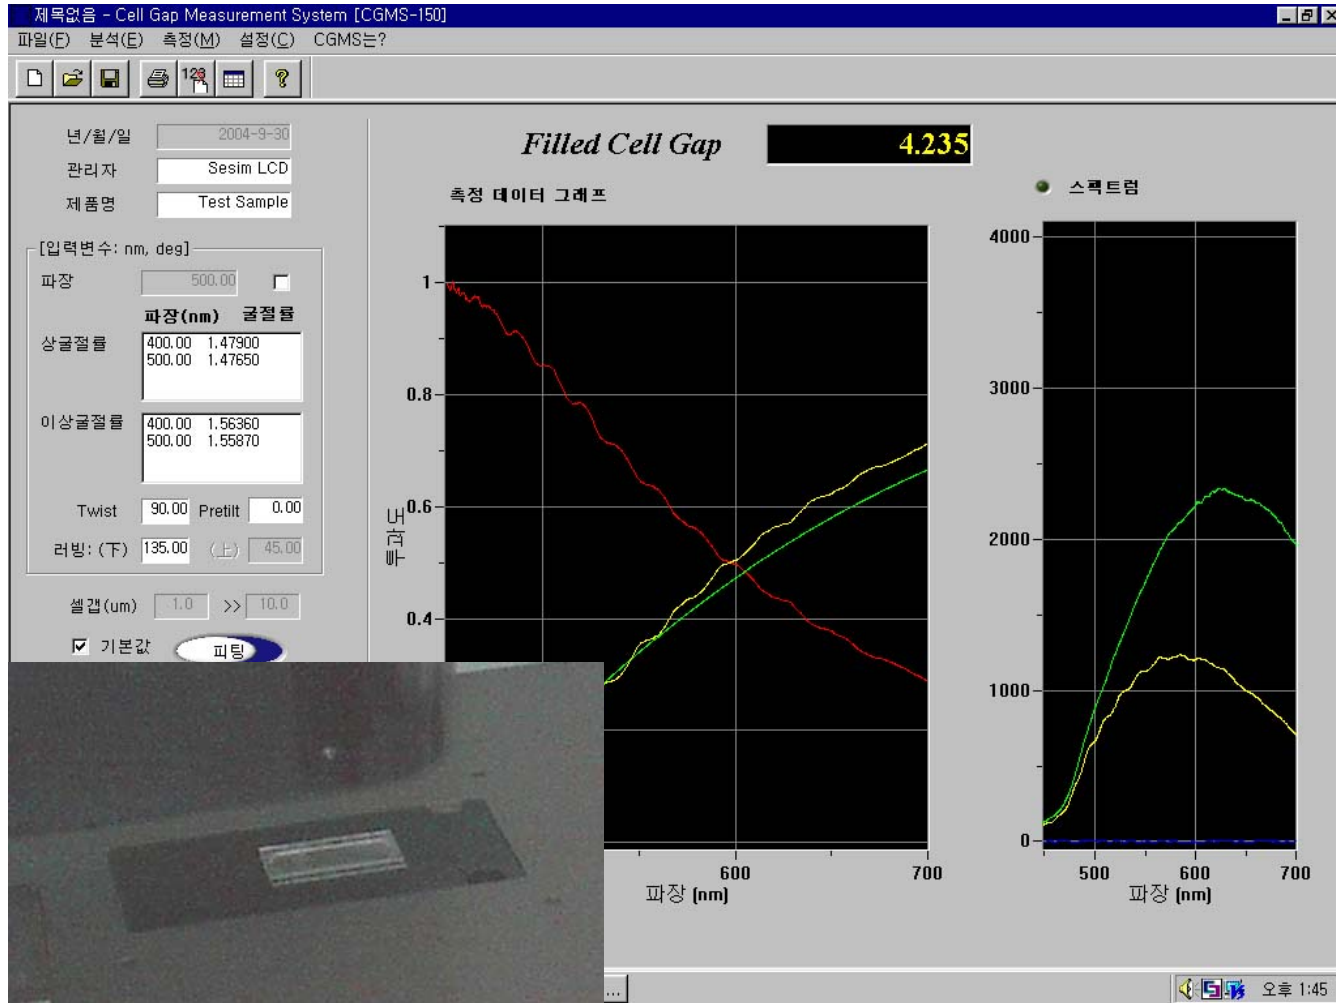 제목없음 - Cell Gap Measurement System [CGMS-150]
파일(F) 분석(E) 측정(M) 설정(C) CGMS는?
123
년/월/일 2004-9-30
관리자 Sesim LCD
제품명 Test Sample
[입력변수: nm, deg]
파장 500.00
파장(nm) 굴절률
상굴절률
400.00 1.47900
500.00 1.47650
이상굴절률
400.00 1.56360
500.00 1.55870
Twist 90.00 Pretilt 0.00
러빙: (下) 135.00 (上) 45.00
셀갭(um) 1.0 >> 10.0
기본값 피팅
Filled Cell Gap 4.235
측정 데이터 그래프
1
0.8
0.6
0.4
투과도
600 700
파장 (nm)
스펙트럼
4000
3000
2000
1000
0
500 600 700
파장 (nm)
...
오후 1:45